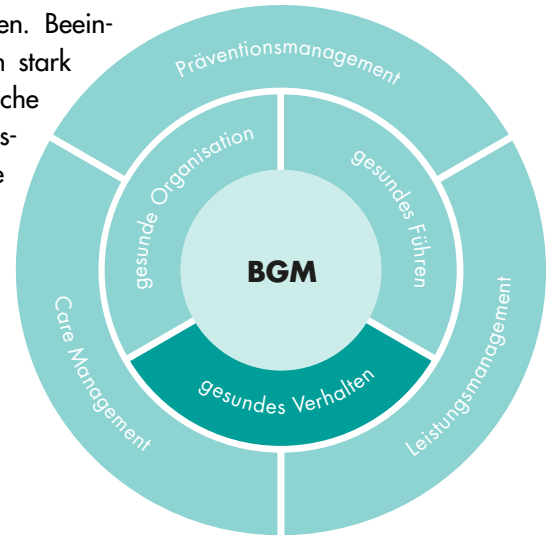 en. Beein-
stark
che
s-
e
Präventionsmanagement
gesunde Organisation
gesundes Führen
BGM
gesundes Verhalten
Care Management
Leistungsmanagement